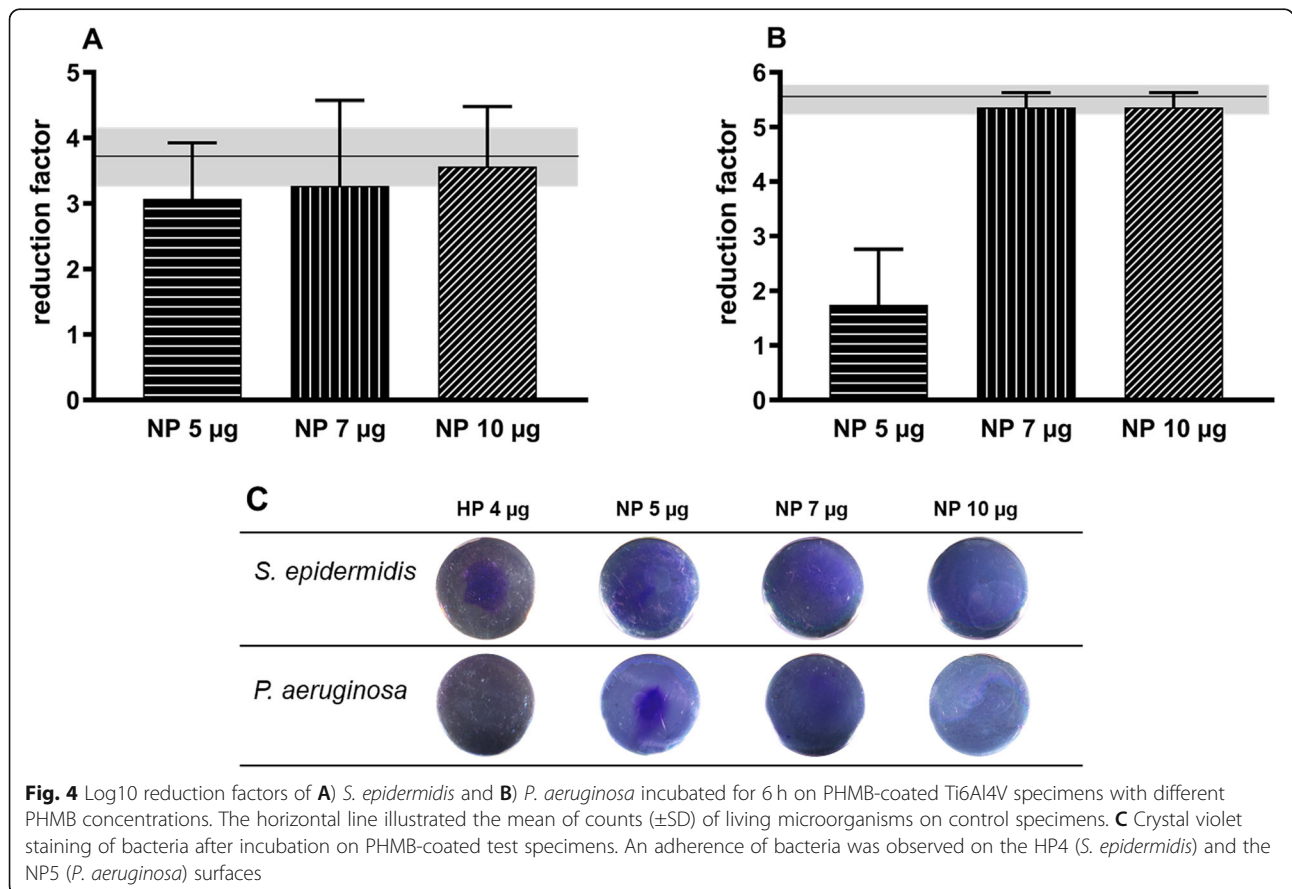 A
5
4
3
2
1
0
reduction factor
NP 5 µg NP 7 µg NP 10 µg
B
6
5
4
3
2
1
0
reduction factor
NP 5 µg NP 7 µg NP 10 µg
C
HP 4 µg NP 5 µg NP 7 µg NP 10 µg
S. epidermidis
P. aeruginosa
Fig. 4 Log10 reduction factors of A) S. epidermidis and B) P. aeruginosa incubated for 6 h on PHMB-coated Ti6Al4V specimens with different
PHMB concentrations. The horizontal line illustrated the mean of counts (±SD) of living microorganisms on control specimens. C Crystal violet
staining of bacteria after incubation on PHMB-coated test specimens. An adherence of bacteria was observed on the HP4 (S. epidermidis) and the
NP5 (P. aeruginosa) surfaces